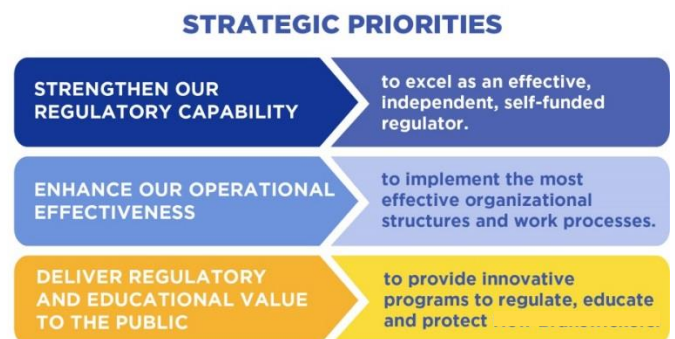 STRATEGIC PRIORITIES
STRENGTHEN OUR
REGULATORY CAPABILITY
to excel as an effective,
independent, self-funded
regulator.
ENHANCE OUR OPERATIONAL
EFFECTIVENESS
to implement the most
effective organizational
structures and work processes.
DELIVER REGULATORY
AND EDUCATIONAL VALUE
TO THE PUBLIC
to provide innovative
programs to regulate, educate
and protect